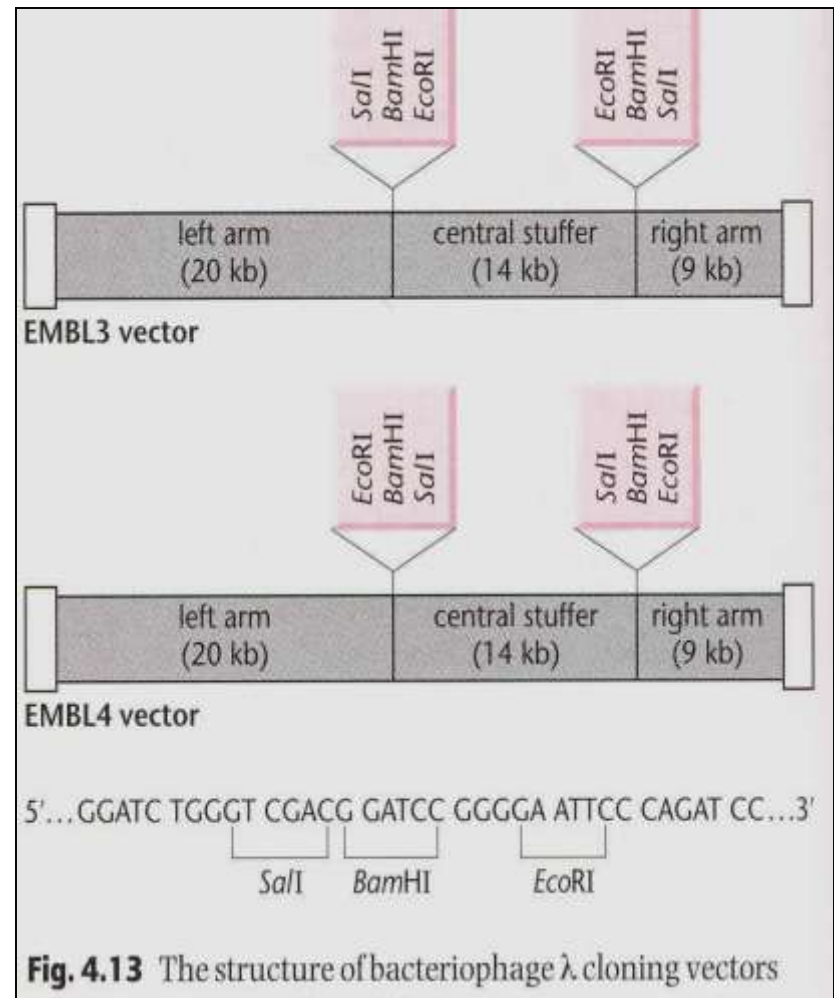 SalI
BamHI
EcoRI
EcoRI
BamHI
SalI
left arm
(20 kb)
central stuffer
(14 kb)
right arm
(9 kb)
EMBL3 vector
EcoRI
BamHI
SalI
SalI
BamHI
EcoRI
left arm
(20 kb)
central stuffer
(14 kb)
right arm
(9 kb)
EMBL4 vector
5'...GGATC TGGGT CGACG GATCC GGGGA ATTCC CAGAT CC...3'
SalI BamHI EcoRI
Fig. 4.13 The structure of bacteriophage λ cloning vectors